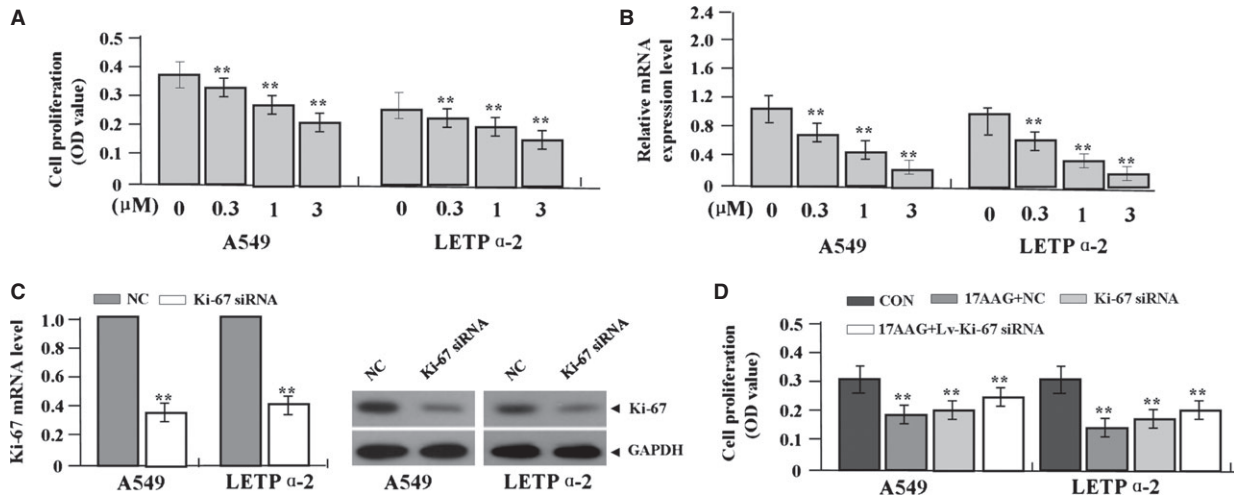 A
Cell proliferation
(OD value)
0.5
0.4
0.3
0.2
0.1
0
** ** ** ** ** **
(μM) 0 0.3 1 3 0 0.3 1 3
A549 LETP α-2
B
Relative mRNA
expression level
2.4
2.0
1.2
0.4
0
** ** ** ** ** **
(μM) 0 0.3 1 3 0 0.3 1 3
A549 LETP α-2
C
NC Ki-67 siRNA
Ki-67 mRNA level
1.0
0.8
0.6
0.4
0.2
0
** **
A549 LETP α-2
NC Ki-67 siRNA NC Ki-67 siRNA
Ki-67
GAPDH
A549 LETP α-2
D
CON 17AAG+NC Ki-67 siRNA
17AAG+Lv-Ki-67 siRNA
Cell proliferation
(OD value)
0.5
0.4
0.3
0.2
0.1
0
** ** ** ** ** **
A549 LETP α-2